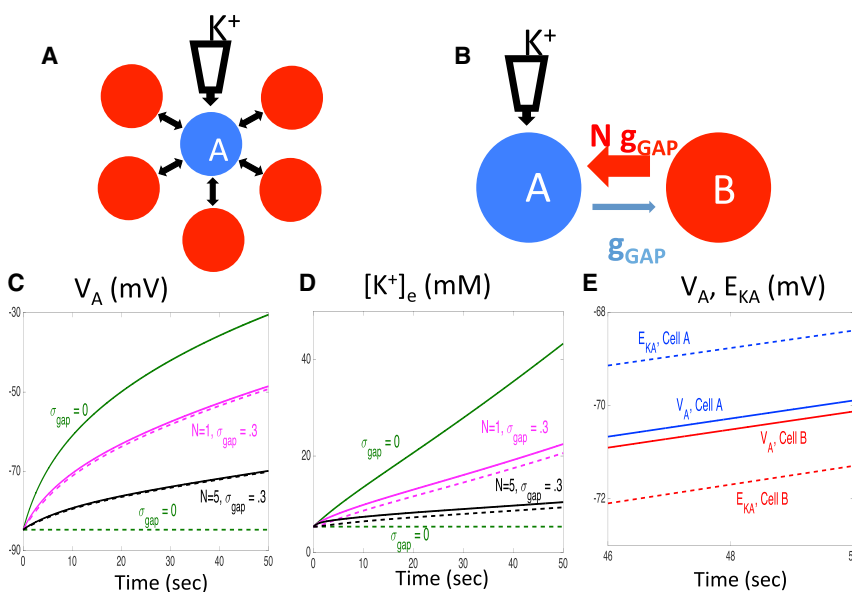 A
K+
A
B
K+
A
N gGAP
B
gGAP
C
VA (mV)
-30
-50
-70
-90
σgap = 0
N=1, σgap = .3
N=5, σgap = .3
σgap = 0
0
10
20
30
40
50
Time (sec)
D
[K+]e (mM)
40
20
0
σgap = 0
N=1, σgap = .3
N=5, σgap = .3
σgap = 0
0
10
20
30
40
50
Time (sec)
E
VA, EKA (mV)
-68
-70
-72
EKA, Cell A
VA, Cell A
VA, Cell B
EKA, Cell B
46
48
5
Time (sec)